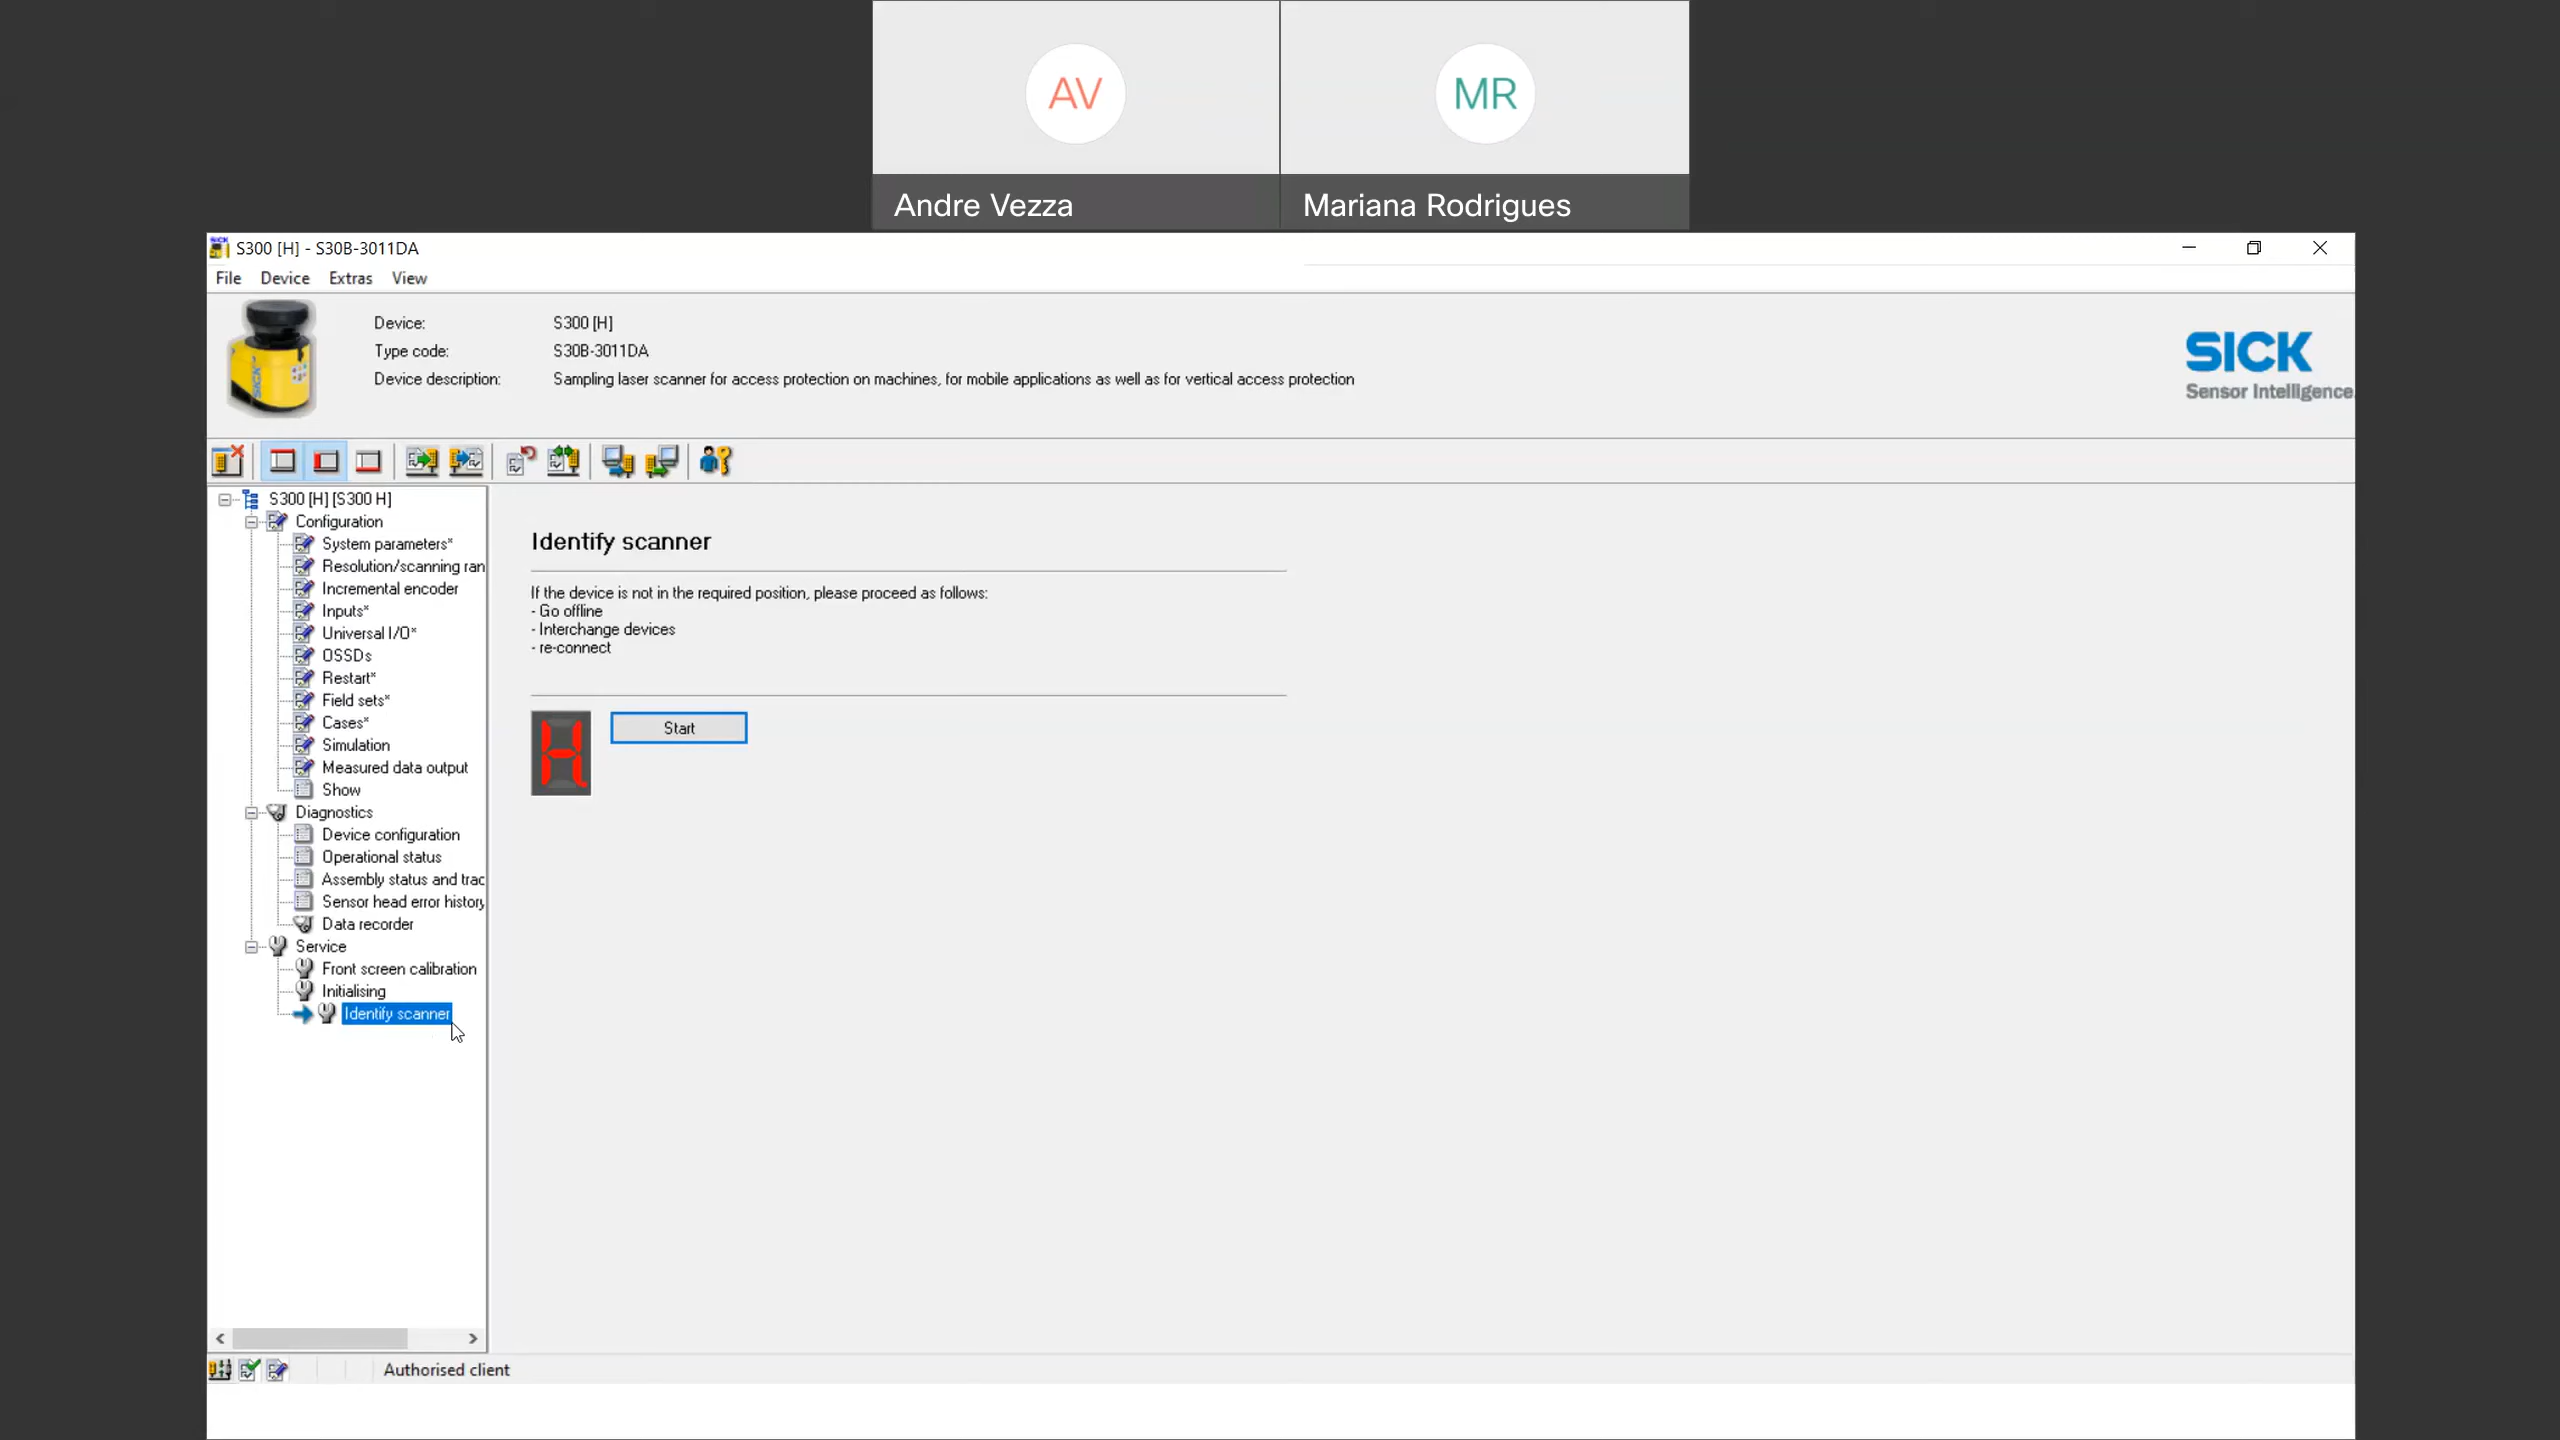 AV
MR
Andre Vezza
Mariana Rodrigues
S300 [H] - S30B-3011DA
File Device Extras View
Device: S300 [H]
Type code: S30B-3011DA
Device description: Sampling laser scanner for access protection on machines, for mobile applications as well as for vertical access protection
SICK
Sensor Intelligence.
S300 [H] [S300 H]
Configuration
System parameters*
Resolution/scanning ran
Incremental encoder
Inputs*
Universal I/O*
OSSDs
Restart*
Field sets*
Cases*
Simulation
Measured data output
Show
Diagnostics
Device configuration
Operational status
Assembly status and trac
Sensor head error history
Data recorder
Service
Front screen calibration
Initialising
Identify scanner
Identify scanner
If the device is not in the required position, please proceed as follows:
- Go offline
- Interchange devices
- re-connect
H
Start
Authorised client